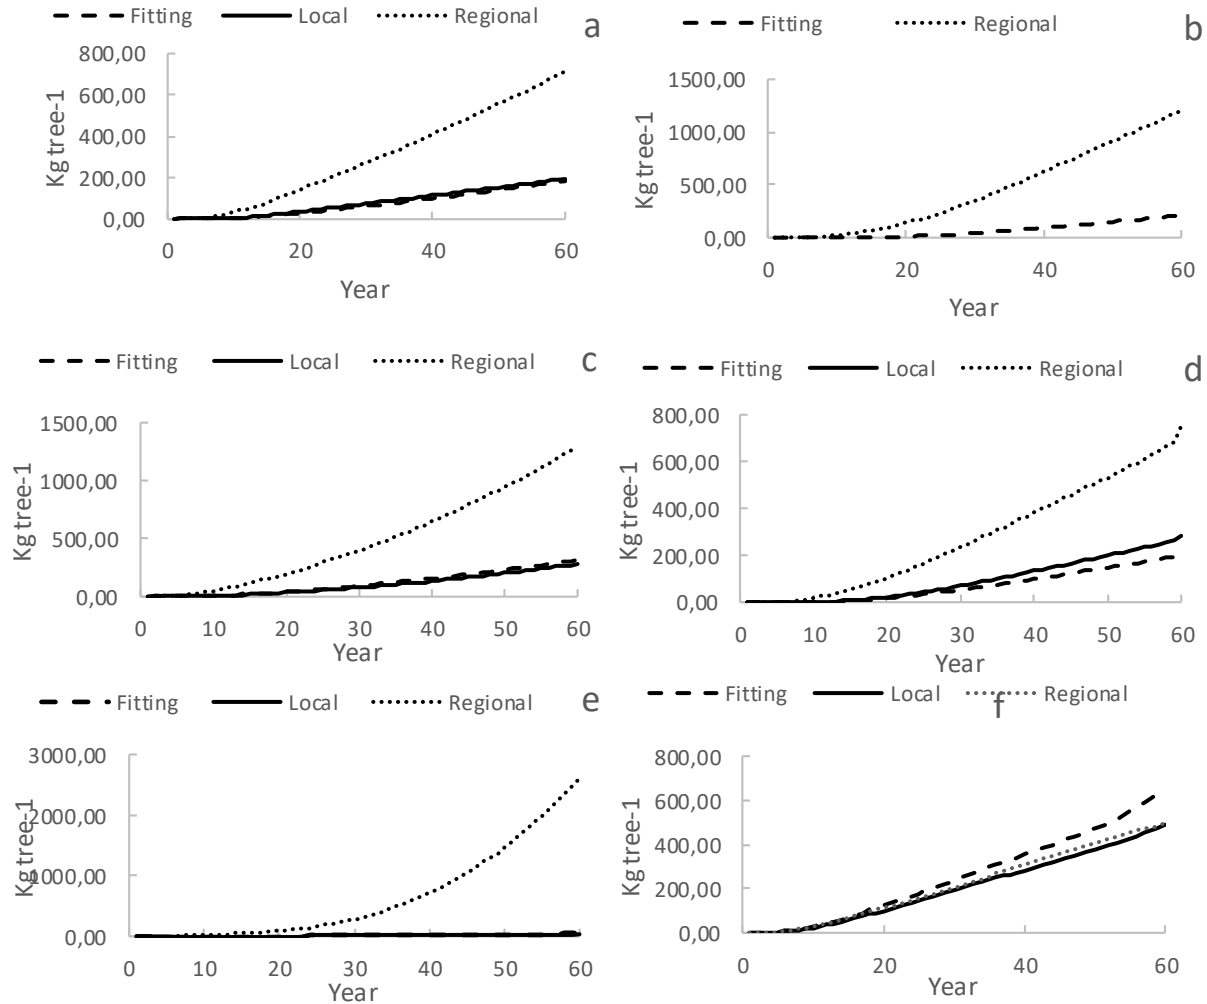 Fitting Local Regional a
800,00
600,00
400,00
200,00
0,00
0 20 40 60
Kg tree-1
Year
Fitting Regional b
1500,00
1000,00
500,00
0,00
0 20 40 60
Kg tree-1
Year
Fitting Local Regional c
1500,00
1000,00
500,00
0,00
0 10 20 30 40 50 60
Kg tree-1
Year
Fitting Local Regional d
800,00
600,00
400,00
200,00
0,00
0 10 20 30 40 50 60
Kg tree-1
Year
Fitting Local Regional e
3000,00
2000,00
1000,00
0,00
0 10 20 30 40 50 60
Kg tree-1
Year
Fitting Local Regional
f
800,00
600,00
400,00
200,00
0,00
0 20 40 60
Kg tree-1
Year